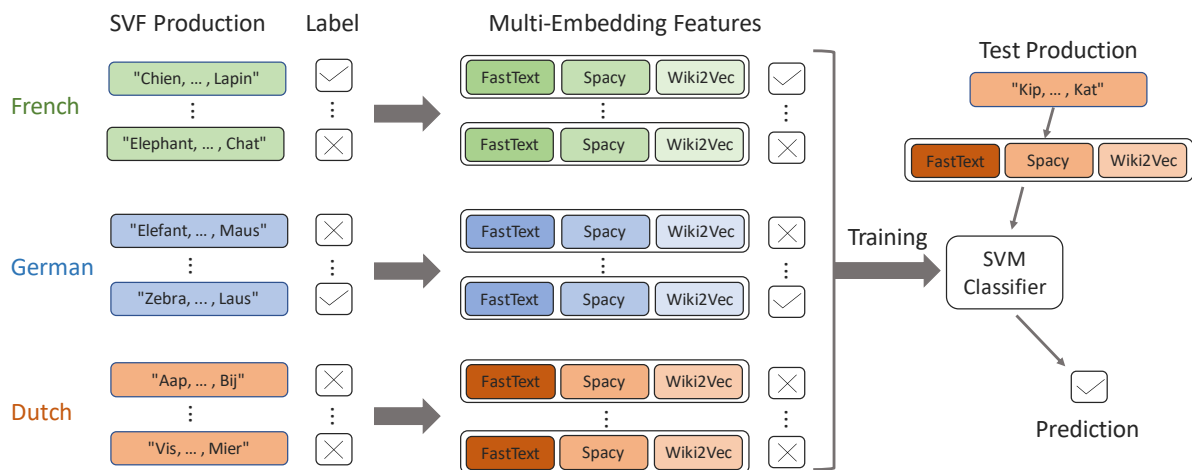 SVF Production
Label
Multi-Embedding Features
Test Production
French
"Chien, ... , Lapin"
FastText Spacy Wiki2Vec
"Elephant, ... , Chat"
FastText Spacy Wiki2Vec
German
"Elefant, ... , Maus"
FastText Spacy Wiki2Vec
"Zebra, ... , Laus"
FastText Spacy Wiki2Vec
Dutch
"Aap, ... , Bij"
FastText Spacy Wiki2Vec
"Vis, ... , Mier"
FastText Spacy Wiki2Vec
Training
"Kip, ... , Kat"
FastText Spacy Wiki2Vec
SVM
Classifier
Prediction